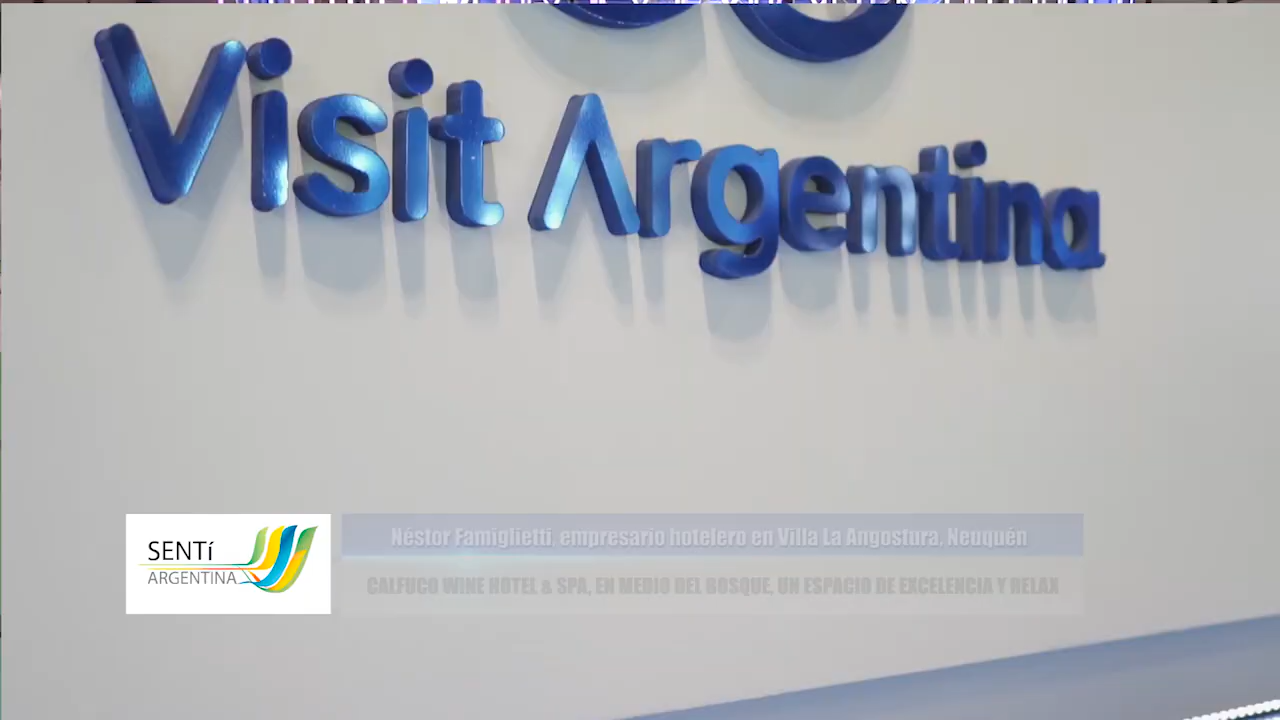 Visit Argentina
SENTí
ARGENTINA
Néstor Famiglietti, empresario hotelero en Villa La Angostura, Neuquén
CALFUCO WINE HOTEL & SPA, EN MEDIO DEL BOSQUE, UN ESPACIO DE EXCELENCIA Y RELAX